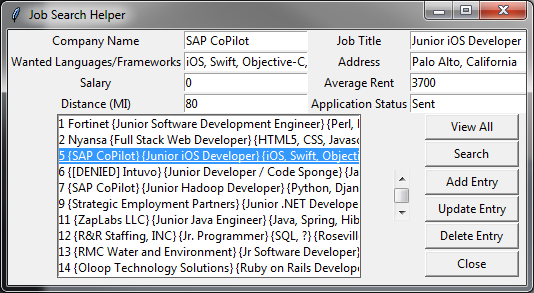 Job Search Helper
Company Name SAP CoPilot Job Title Junior iOS Developer
Wanted Languages/Frameworks iOS, Swift, Objective-C, Address Palo Alto, California
Salary 0 Average Rent 3700
Distance (MI) 80 Application Status Sent
1 Fortinet {Junior Software Development Engineer} {Perl, I
2 Nyansa {Full Stack Web Developer} {HTML5, CSS, Javasc
5 {SAP CoPilot} {Junior iOS Developer} {iOS, Swift, Objecti
6 {[DENIED] Intuvo} {Junior Developer / Code Sponge} {Ja
7 {SAP CoPilot} {Junior Hadoop Developer} {Python, Djan
9 {Strategic Employment Partners} {Junior .NET Develope
11 {ZapLabs LLC} {Junior Java Engineer} {Java, Spring, Hib
12 {R&R Staffing, INC} {Jr. Programmer} {SQL, ?} {Rosevill
13 {RMC Water and Environment} {Jr Software Developer
14 {Oloop Technology Solutions} {Ruby on Rails Develope
View All
Search
Add Entry
Update Entry
Delete Entry
Close